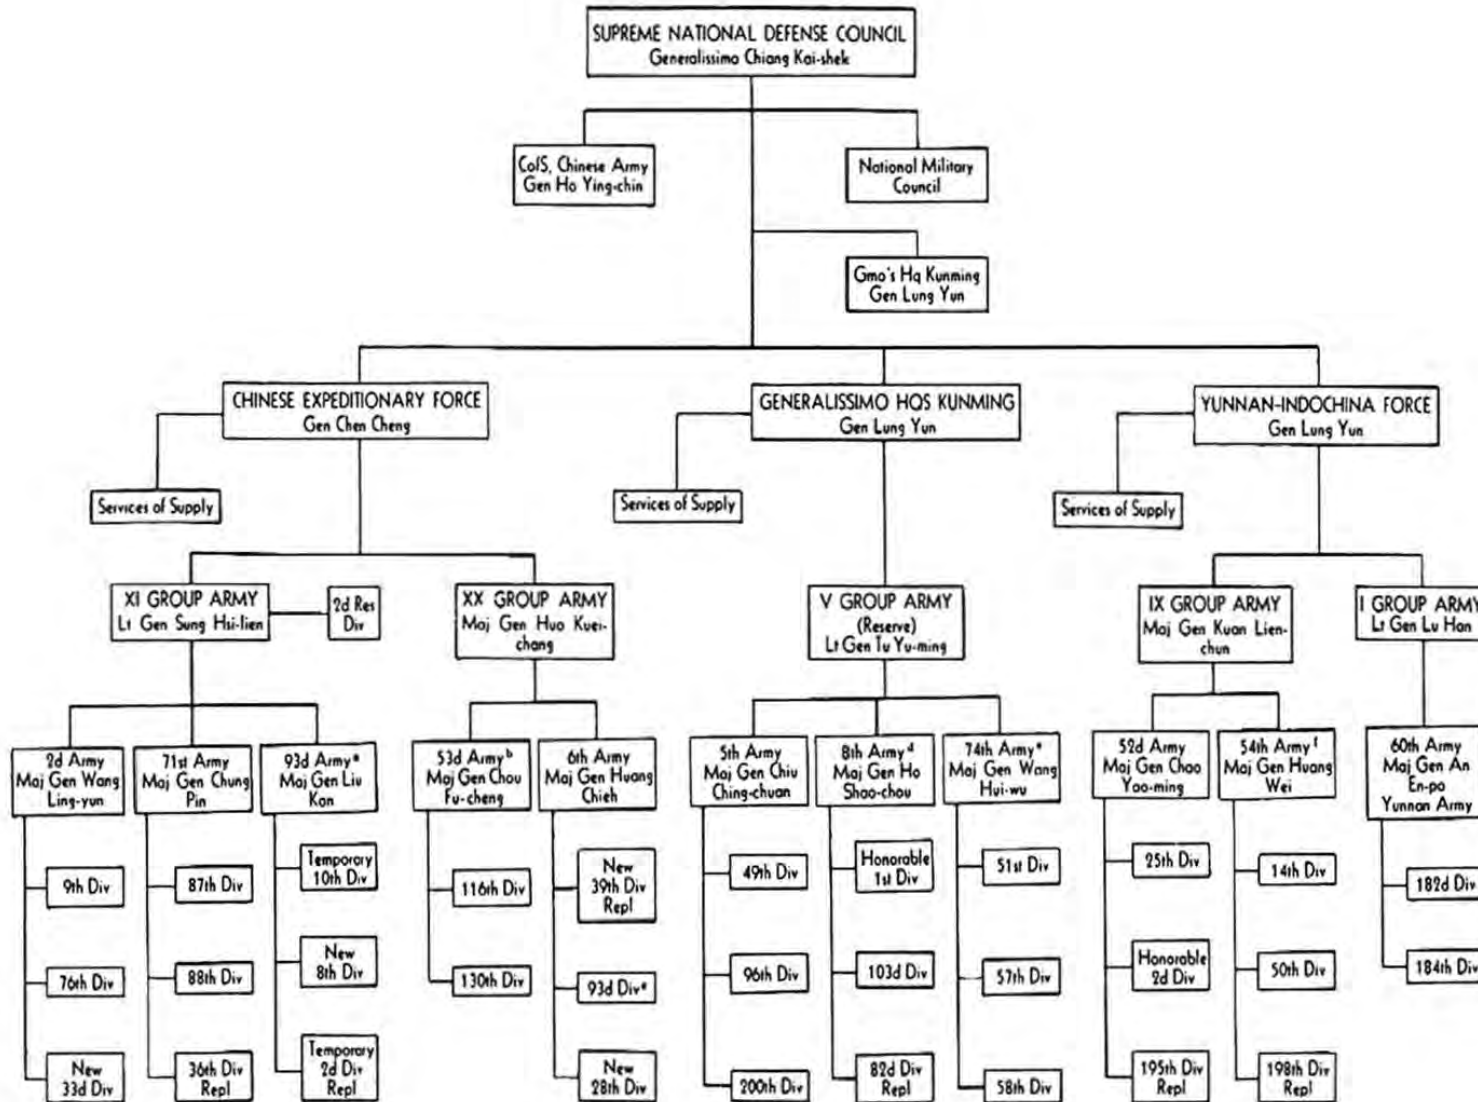 SUPREME NATIONAL DEFENSE COUNCIL
Generalissimo Chiang Kai-shek
CofS, Chinese Army
Gen Ho Ying-chin
National Military
Council
Gmo's Hq Kunming
Gen Lung Yun
CHINESE EXPEDITIONARY FORCE
Gen Chen Cheng
GENERALISSIMO HQS KUNMING
Gen Lung Yun
YUNNAN-INDOCHINA FORCE
Gen Lung Yun
Services of Supply
Services of Supply
Services of Supply
XI GROUP ARMY
Lt Gen Sung Hsi-lien
2d Res
Div
XX GROUP ARMY
Maj Gen Huo Kuei-
chang
V GROUP ARMY
(Reserve)
Lt Gen Tu Yu-ming
IX GROUP ARMY
Maj Gen Kuan Lien-
chun
I GROUP ARMY
Lt Gen Lu Han
2d Army
Maj Gen Wang
Ling-yun
71st Army
Maj Gen Chung
Pin
93d Army
Maj Gen Liu
Kan
53d Army b
Maj Gen Chou
Fu-cheng
6th Army
Maj Gen Huang
Chieh
5th Army
Maj Gen Chiu
Ching-chuan
8th Army d
Maj Gen Ho
Shao-chou
74th Army
Maj Gen Wang
Hui-wu
52d Army
Maj Gen Chao
Yao-ming
54th Army f
Maj Gen Huang
Wei
60th Army
Maj Gen An
En-po
Yunnan Army
9th Div
76th Div
New
33d Div
87th Div
88th Div
36th Div
Repl
Temporary
10th Div
New
8th Div
Temporary
2d Div
Repl
116th Div
130th Div
New
39th Div
Repl
93d Div
New
28th Div
49th Div
96th Div
200th Div
Honorable
1st Div
103d Div
82d Div
Repl
51st Div
57th Div
58th Div
25th Div
Honorable
2d Div
195th Div
Repl
14th Div
50th Div
198th Div
Repl
182d Div
184th Div